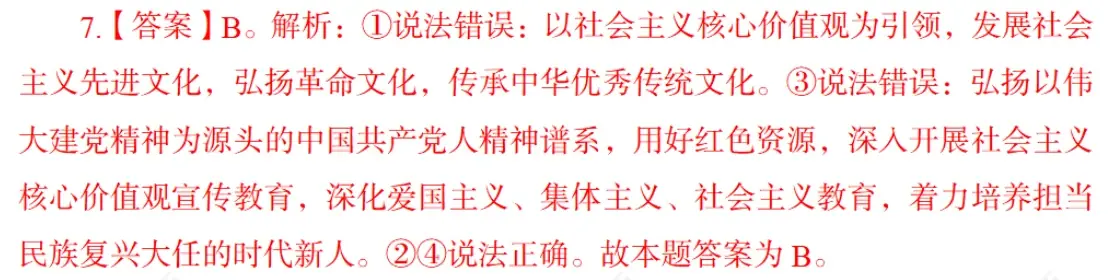 7.【答案】B。解析：①说法错误：以社会主义核心价值观为引领，发展社会
主义先进文化，弘扬革命文化，传承中华优秀传统文化。③说法错误：弘扬以伟
大建党精神为源头的中国共产党人精神谱系，用好红色资源，深入开展社会主义
核心价值观宣传教育，深化爱国主义、集体主义、社会主义教育，着力培养担当
民族复兴大任的时代新人。②④说法正确。故本题答案为 B。